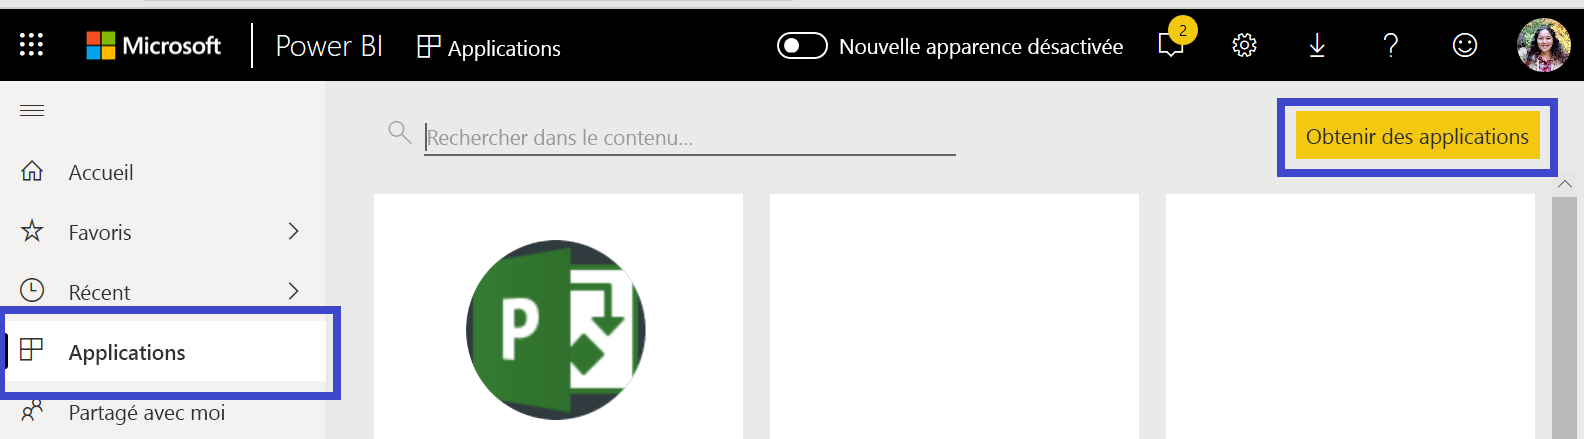 Microsoft Power BI Applications Nouvelle apparence désactivée 2 ?
Rechercher dans le contenu...
Obtenir des applications
Accueil
Favoris
Récent
Applications
Partagé avec moi
P